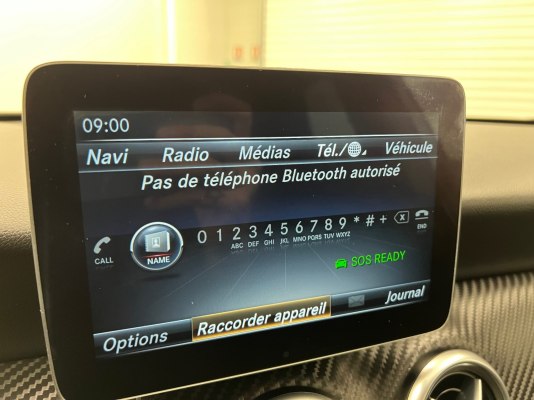 09:00
Navi Radio Médias Tél./ Véhicule
Pas de téléphone Bluetooth autorisé
0 1 2 3 4 5 6 7 8 9 * # +
ABC DEF GHI JKL MNO PQRS TUV WXYZ
CALL NAME END
SOS READY
Options Raccorder appareil Journal